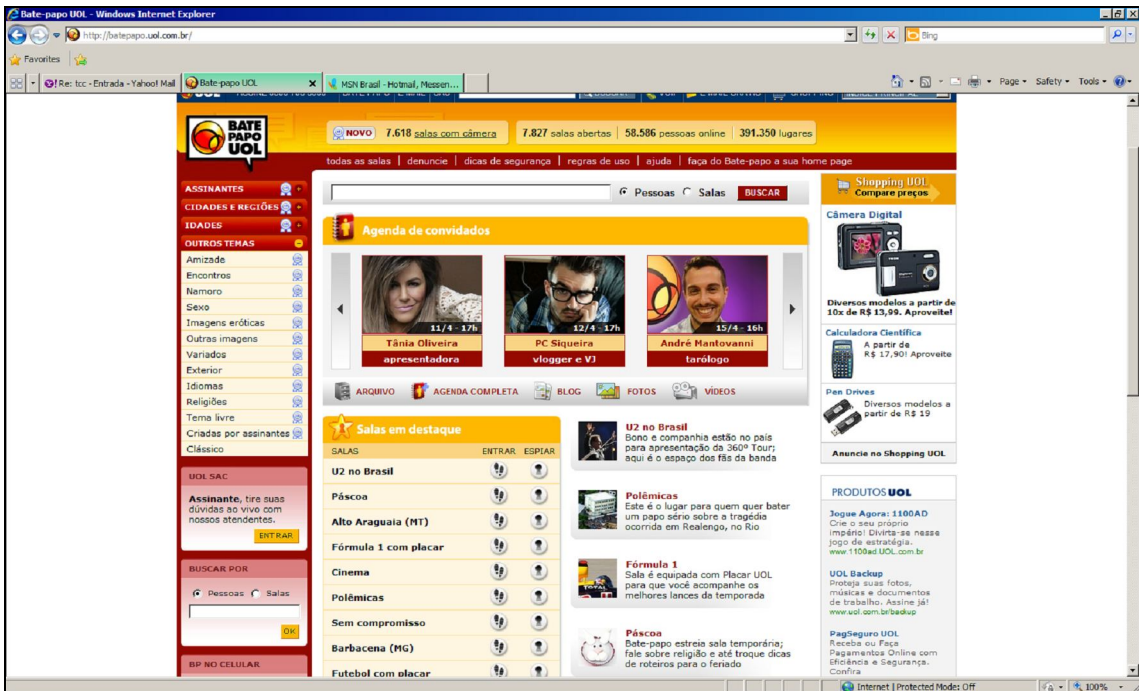 Bate-papo UOL - Windows Internet Explorer
http://batepapo.uol.com.br/
Bing
Favorites
Re: tcc - Entrada - Yahoo! Mail
Bate-papo UOL
MSN Brasil - Hotmail, Messen...
Page
Safety
Tools
BATE PAPO UOL
NOVO 7.618 salas com câmera
7.827 salas abertas
58.586 pessoas online
391.350 lugares
todas as salas | denuncie | dicas de segurança | regras de uso | ajuda | faça do Bate-papo a sua home page
ASSINANTES
CIDADES E REGIÕES
IDADES
OUTROS TEMAS
Amizade
Encontros
Namoro
Sexo
Imagens eróticas
Outras imagens
Variados
Exterior
Idiomas
Religiões
Tema livre
Criadas por assinantes
Clássico
UOL SAC
Assinante, tire suas
dúvidas ao vivo com
nossos atendentes.
ENTRAR
BUSCAR POR
Pessoas Salas
OK
BP NO CELULAR
Pessoas Salas BUSCAR
Agenda de convidados
11/4 - 17h
Tânia Oliveira
apresentadora
12/4 - 17h
PC Siqueira
vlogger e VJ
15/4 - 16h
André Mantovanni
tarólogo
ARQUIVO
AGENDA COMPLETA
BLOG
FOTOS
VÍDEOS
Salas em destaque
SALAS ENTRAR ESPIAR
U2 no Brasil
Páscoa
Alto Araguaia (MT)
Fórmula 1 com placar
Cinema
Polêmicas
Sem compromisso
Barbacena (MG)
Futebol com placar
U2 no Brasil
Bono e companhia estão no país
para apresentação da 360º Tour;
aqui é o espaço dos fãs da banda
Polêmicas
Este é o lugar para quem quer bater
um papo sério sobre a tragédia
ocorrida em Realengo, no Rio
Fórmula 1
Sala é equipada com Placar UOL
para que você acompanhe os
melhores lances da temporada
Páscoa
Bate-papo estreia sala temporária;
fale sobre religião e até troque dicas
de roteiros para o feriado
Shopping UOL
Compare preços
Câmera Digital
Diversos modelos a partir de
10x de R$ 13,99. Aproveite!
Calculadora Científica
A partir de
R$ 17,90! Aproveite
Pen Drives
Diversos modelos a
partir de R$ 19
Anuncie no Shopping UOL
PRODUTOS UOL
Jogue Agora: 1100AD
Crie o seu próprio
império! Divirta-se nesse
jogo de estratégia.
www.1100ad.UOL.com.br
UOL Backup
Proteja suas fotos,
músicas e documentos
de trabalho. Assine já!
www.uol.com.br/backup
PagSeguro UOL
Receba ou Faça
Pagamentos Online com
Eficiência e Segurança.
Confira
Internet | Protected Mode: Off
100%